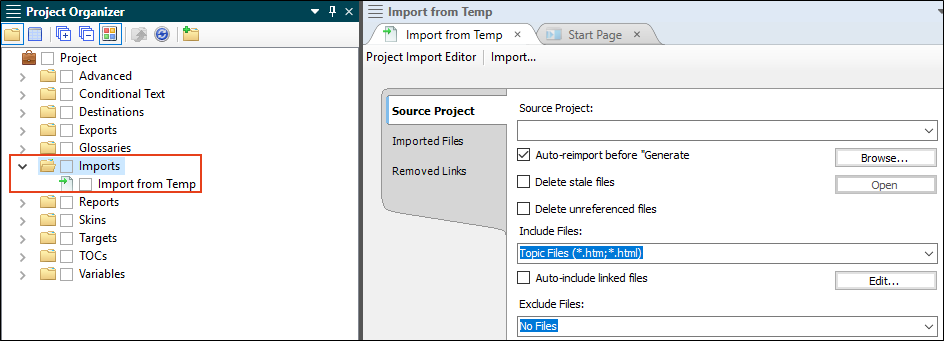 Project Organizer
Project
Advanced
Conditional Text
Destinations
Exports
Glossaries
Imports
Import from Temp
Reports
Skins
Targets
TOCs
Variables
Import from Temp
Import from Temp
Start Page
Project Import Editor
Import...
Source Project
Imported Files
Removed Links
Source Project:
Auto-reimport before "Generate
Browse...
Delete stale files
Open
Delete unreferenced files
Include Files:
Topic Files (*.htm;*.html)
Auto-include linked files
Edit...
Exclude Files:
No Files